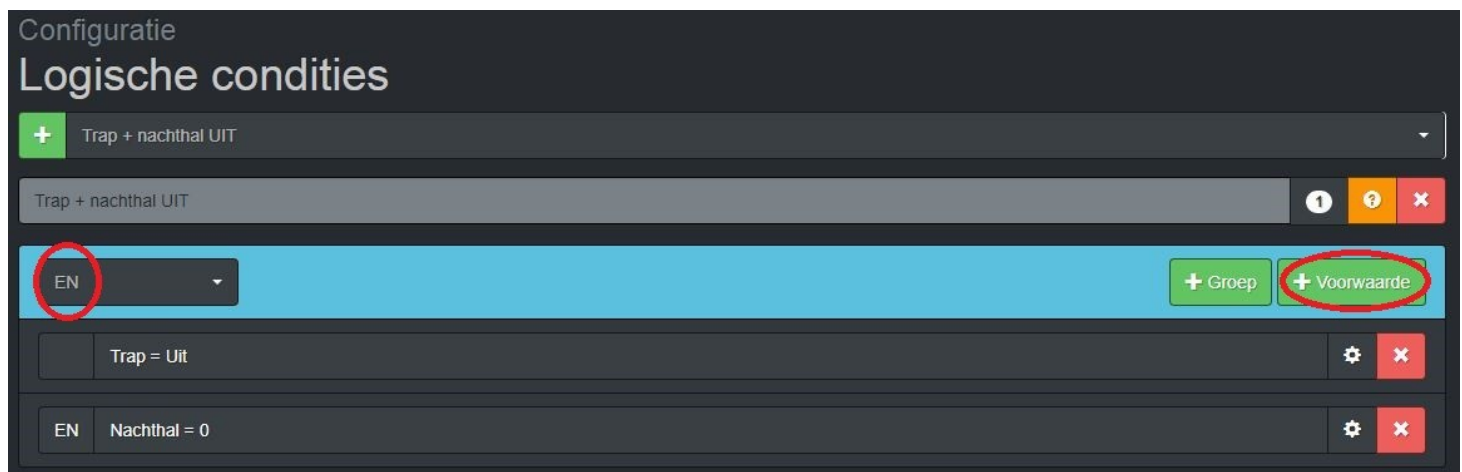 Configuratie
Logische condities
+ Trap + nachthal UIT
Trap + nachthal UIT 1 ?
EN + Groep + Voorwaarde
Trap = Uit
EN Nachthal = 0